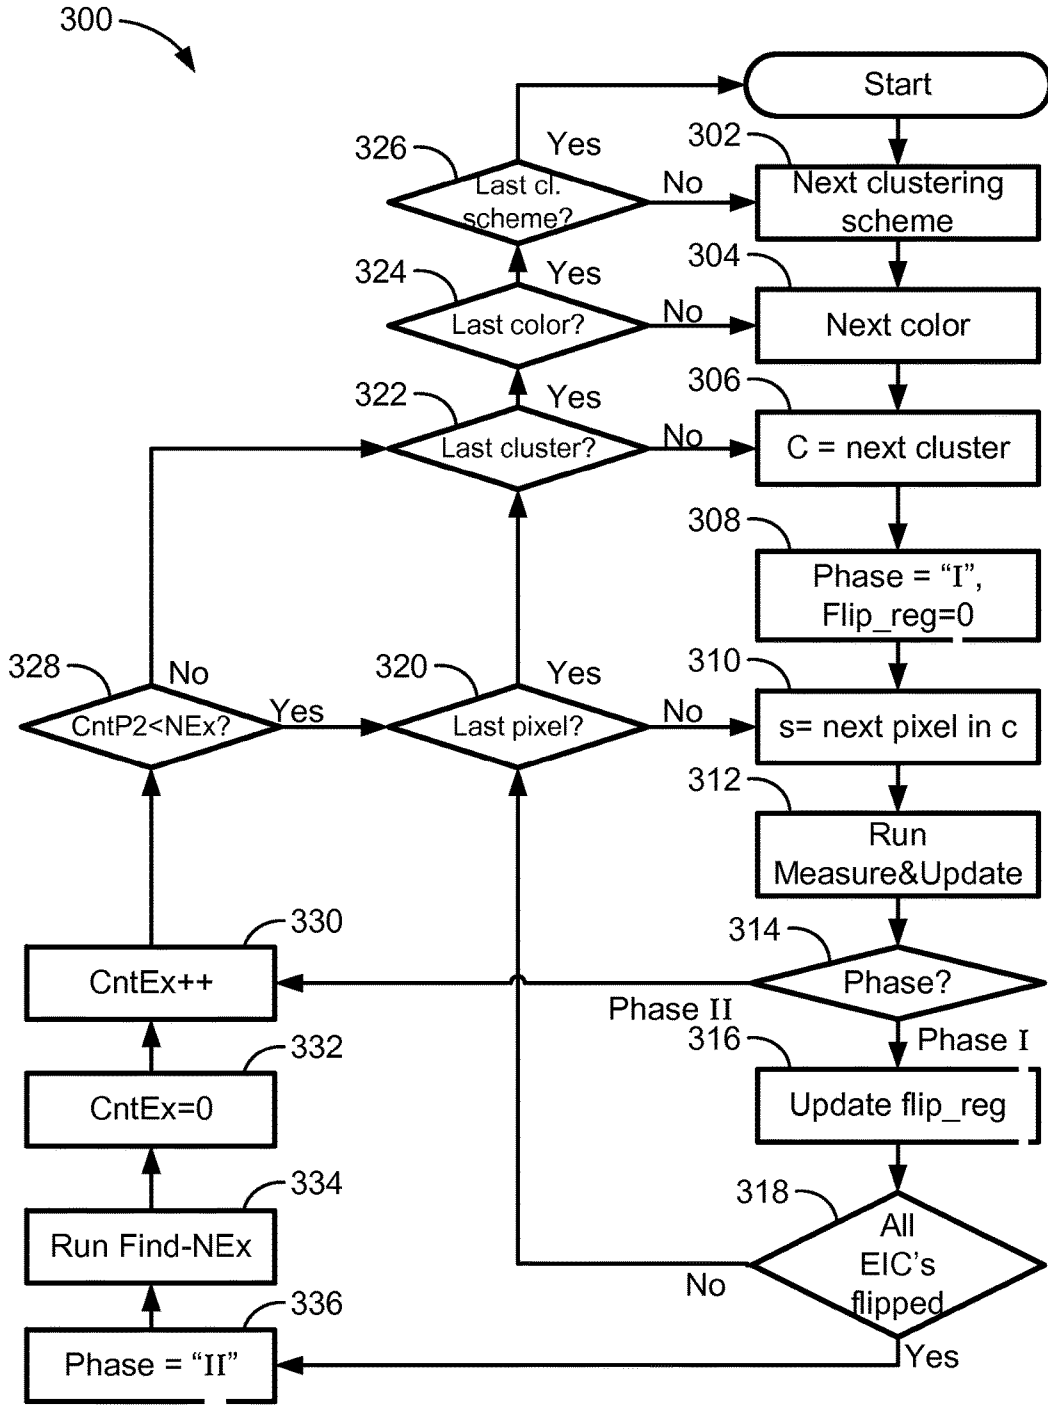 300
Start
302
Next clustering
scheme
326
Last cl.
scheme?
Yes
No
304
Next color
324
Last color?
Yes
No
306
C = next cluster
322
Last cluster?
Yes
No
308
Phase = “I”,
Flip_reg=0
310
s= next pixel in c
320
Last pixel?
Yes
No
328
CntP2<NEx?
No
Yes
312
Run
Measure&Update
314
Phase?
Phase II
Phase I
330
CntEx++
316
Update flip_reg
332
CntEx=0
318
All
EIC’s
flipped
No
Yes
334
Run Find-NEx
336
Phase = “II”